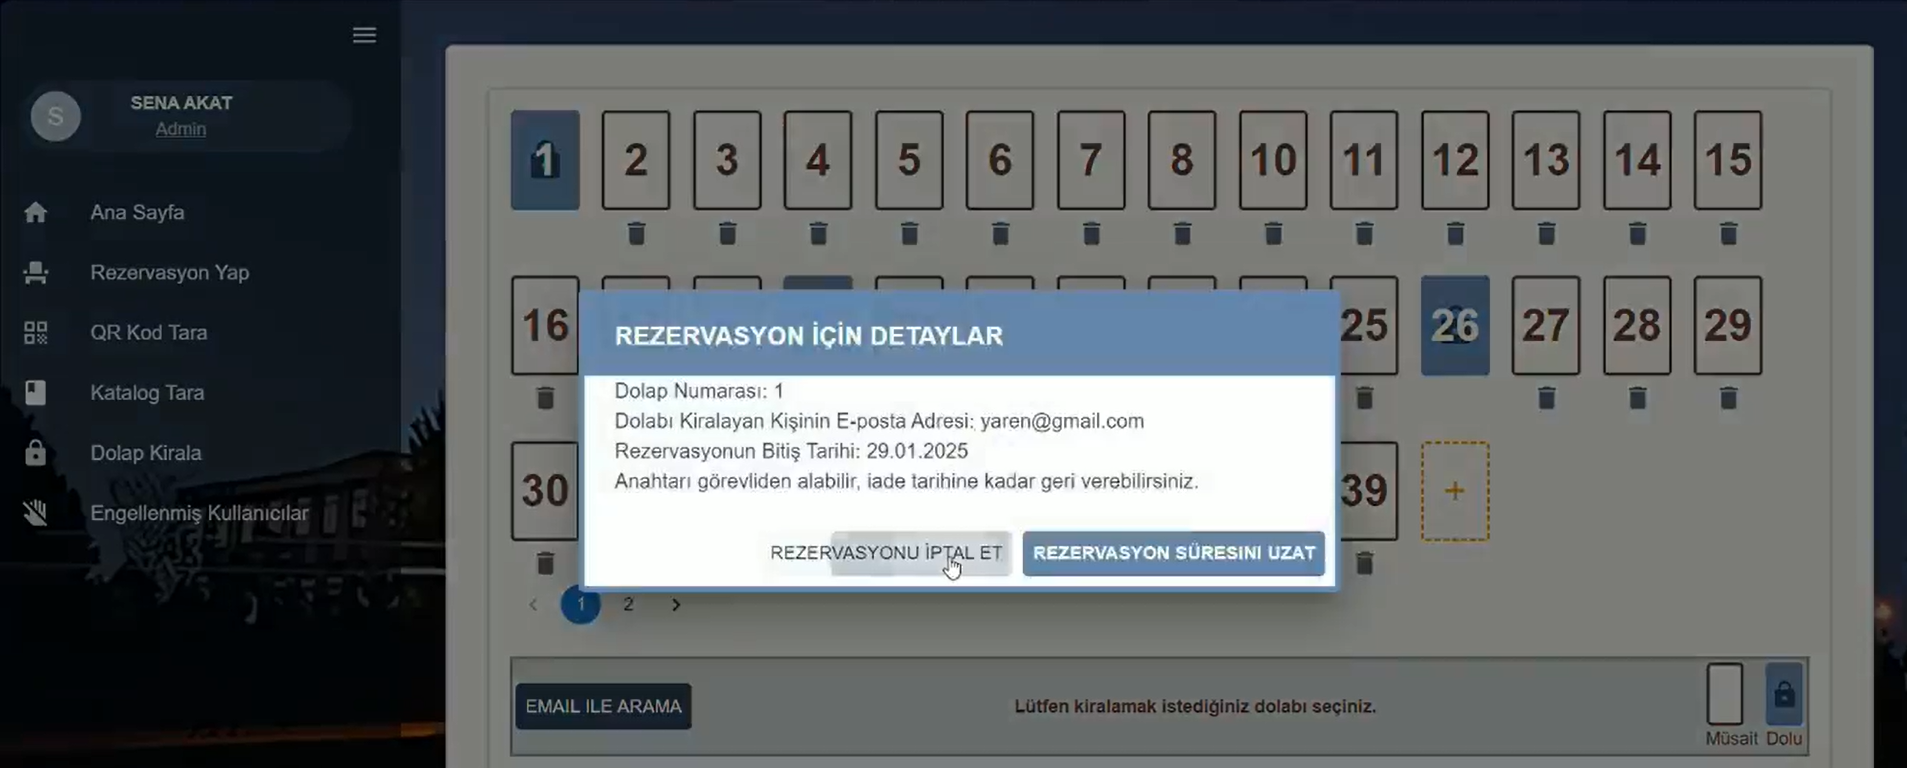 SENA AKAT
Admin
S
Ana Sayfa
Rezervasyon Yap
QR Kod Tara
Katalog Tara
Dolap Kirala
Engellenmiş Kullanıcılar
1 2 3 4 5 6 7 8 10 11 12 13 14 15
16 25 26 27 28 29
30 39 +
REZERVASYON İÇİN DETAYLAR
Dolap Numarası: 1
Dolabı Kiralayan Kişinin E-posta Adresi: yaren@gmail.com
Rezervasyonun Bitiş Tarihi: 29.01.2025
Anahtarı görevliden alabilir, iade tarihine kadar geri verebilirsiniz.
REZERVASYONU İPTAL ET
REZERVASYON SÜRESINI UZAT
< 1 2 >
EMAIL ILE ARAMA
Lütfen kiralamak istediğiniz dolabı seçiniz.
Müsait Dolu